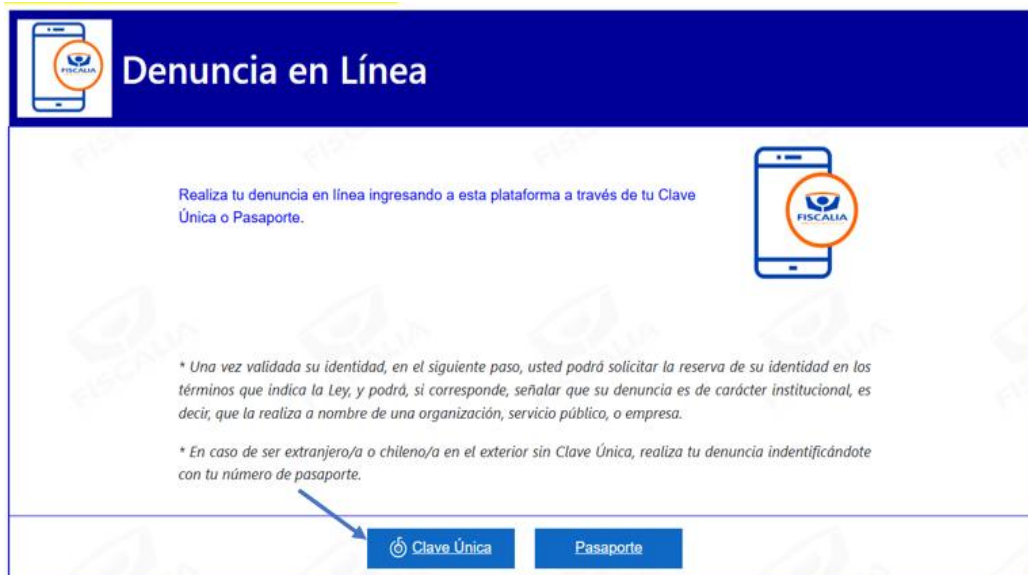 FISCALIA
Denuncia en Línea
Realiza tu denuncia en línea ingresando a esta plataforma a través de tu Clave
Única o Pasaporte.
FISCALIA
* Una vez validada su identidad, en el siguiente paso, usted podrá solicitar la reserva de su identidad en los
términos que indica la Ley, y podrá, si corresponde, señalar que su denuncia es de carácter institucional, es
decir, que la realiza a nombre de una organización, servicio público, o empresa.
* En caso de ser extranjero/a o chileno/a en el exterior sin Clave Única, realiza tu denuncia indentificándote
con tu número de pasaporte.
Clave Única
Pasaporte